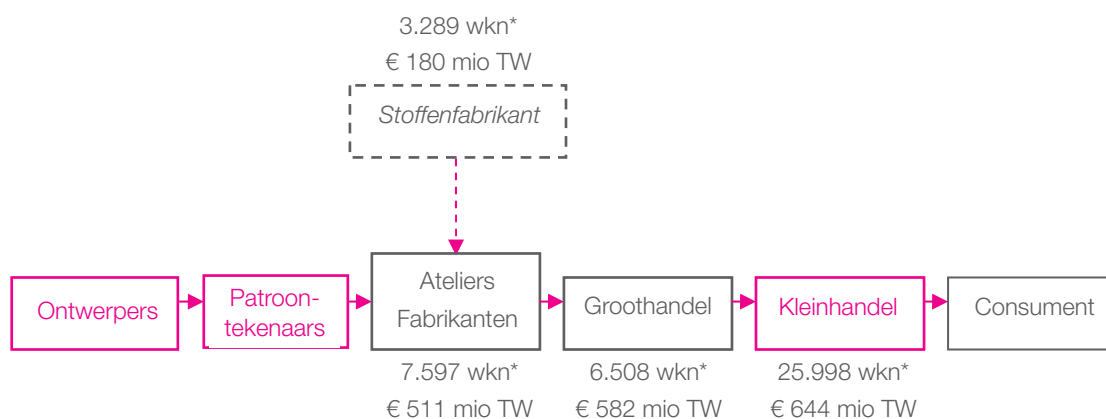 3.289 wkn*
€ 180 mio TW
Stoffenfabrikant
Ontwerpers
Patroon-
tekenaars
Ateliers
Fabrikanten
Groothandel
Kleinhandel
Consument
7.597 wkn*
€ 511 mio TW
6.508 wkn*
€ 582 mio TW
25.998 wkn*
€ 644 mio TW